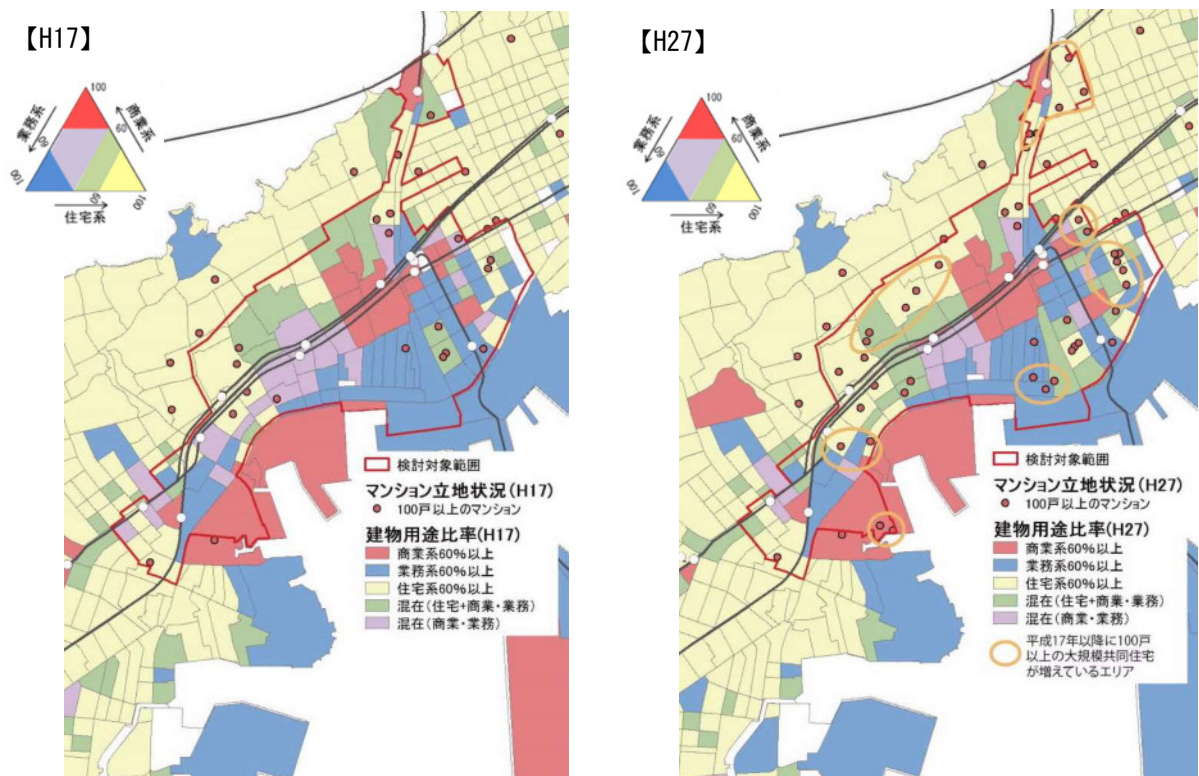 【H17】
100
業務系
商業系
60
60
100
60
100
住宅系
検討対象範囲
マンション立地状況(H17)
100戸以上のマンション
建物用途比率(H17)
商業系60%以上
業務系60%以上
住宅系60%以上
混在(住宅+商業・業務)
混在(商業・業務)
【H27】
100
業務系
商業系
60
60
100
60
100
住宅系
検討対象範囲
マンション立地状況(H27)
100戸以上のマンション
建物用途比率(H27)
商業系60%以上
業務系60%以上
住宅系60%以上
混在(住宅+商業・業務)
混在(商業・業務)
平成17年以降に100戸
以上の大規模共同住宅
が増えているエリア